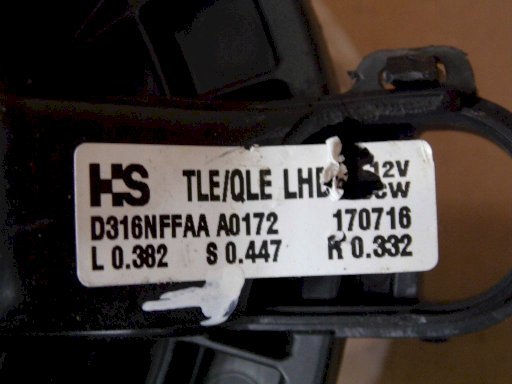 HS TLE/QLE LHD 12V
D316NFFAA A0172 170716
L 0.382 S 0.447 R 0.332